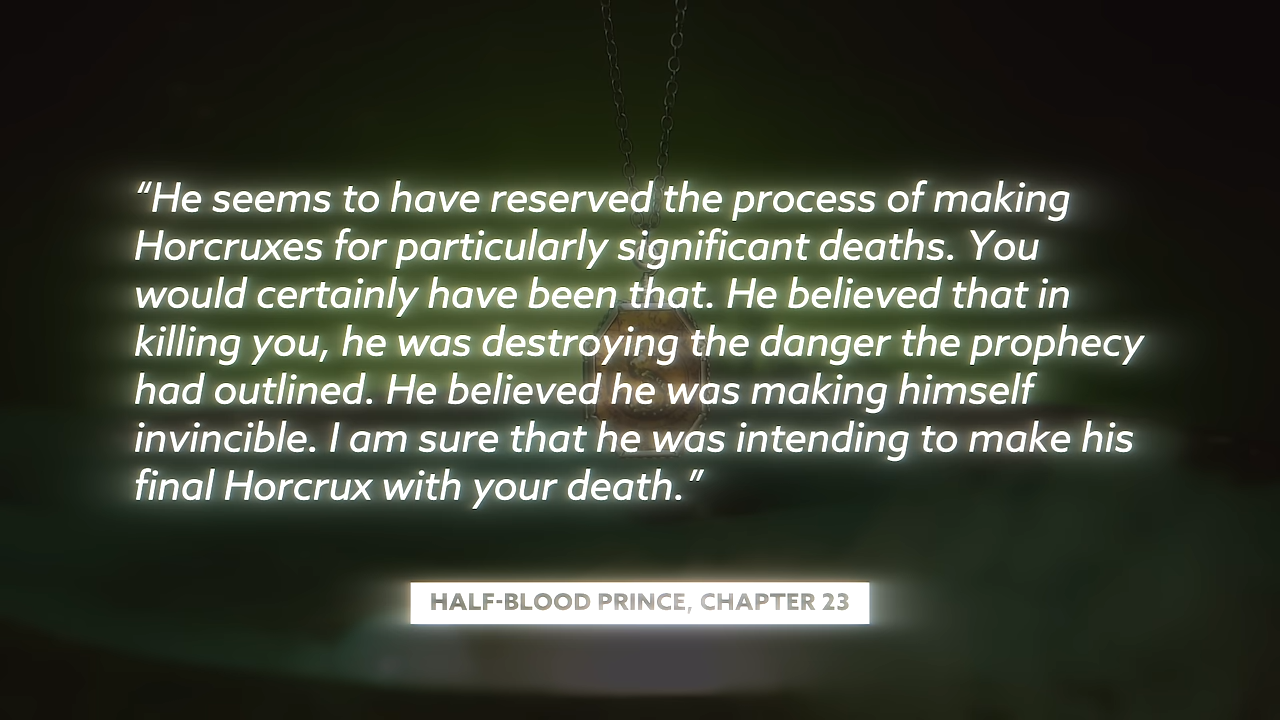 “He seems to have reserved the process of making
Horcruxes for particularly significant deaths. You
would certainly have been that. He believed that in
killing you, he was destroying the danger the prophecy
had outlined. He believed he was making himself
invincible. I am sure that he was intending to make his
final Horcrux with your death.”
HALF-BLOOD PRINCE, CHAPTER 23